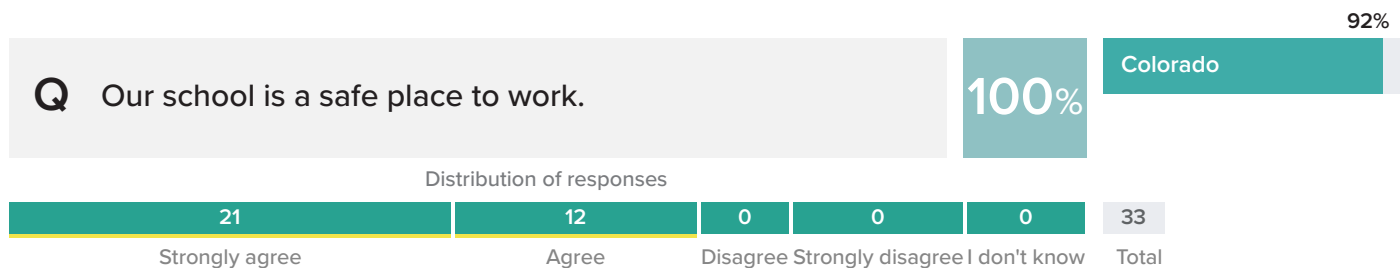 92%
Q Our school is a safe place to work.
100%
Colorado
Distribution of responses
21 12 0 0 0 33
Strongly agree Agree Disagree Strongly disagree I don't know Total